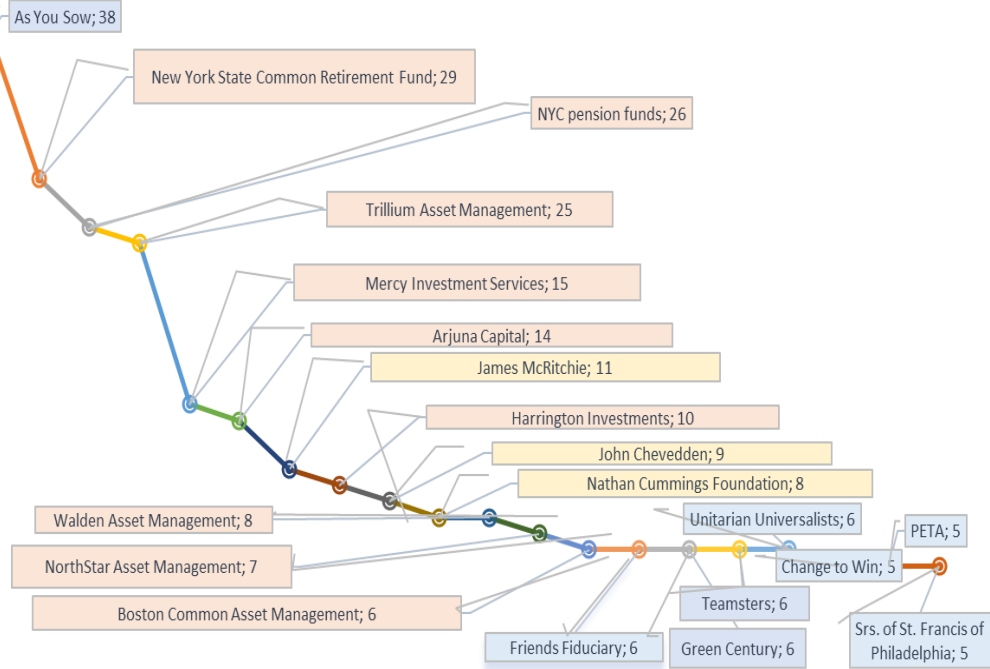 As You Sow; 38
New York State Common Retirement Fund; 29
NYC pension funds; 26
Trillium Asset Management; 25
Mercy Investment Services; 15
Arjuna Capital; 14
James McRitchie; 11
Harrington Investments; 10
John Chevedden; 9
Nathan Cummings Foundation; 8
Walden Asset Management; 8
Unitarian Universalists; 6
PETA; 5
NorthStar Asset Management; 7
Change to Win; 5
Boston Common Asset Management; 6
Teamsters; 6
Friends Fiduciary; 6
Green Century; 6
Srs. of St. Francis of
Philadelphia; 5